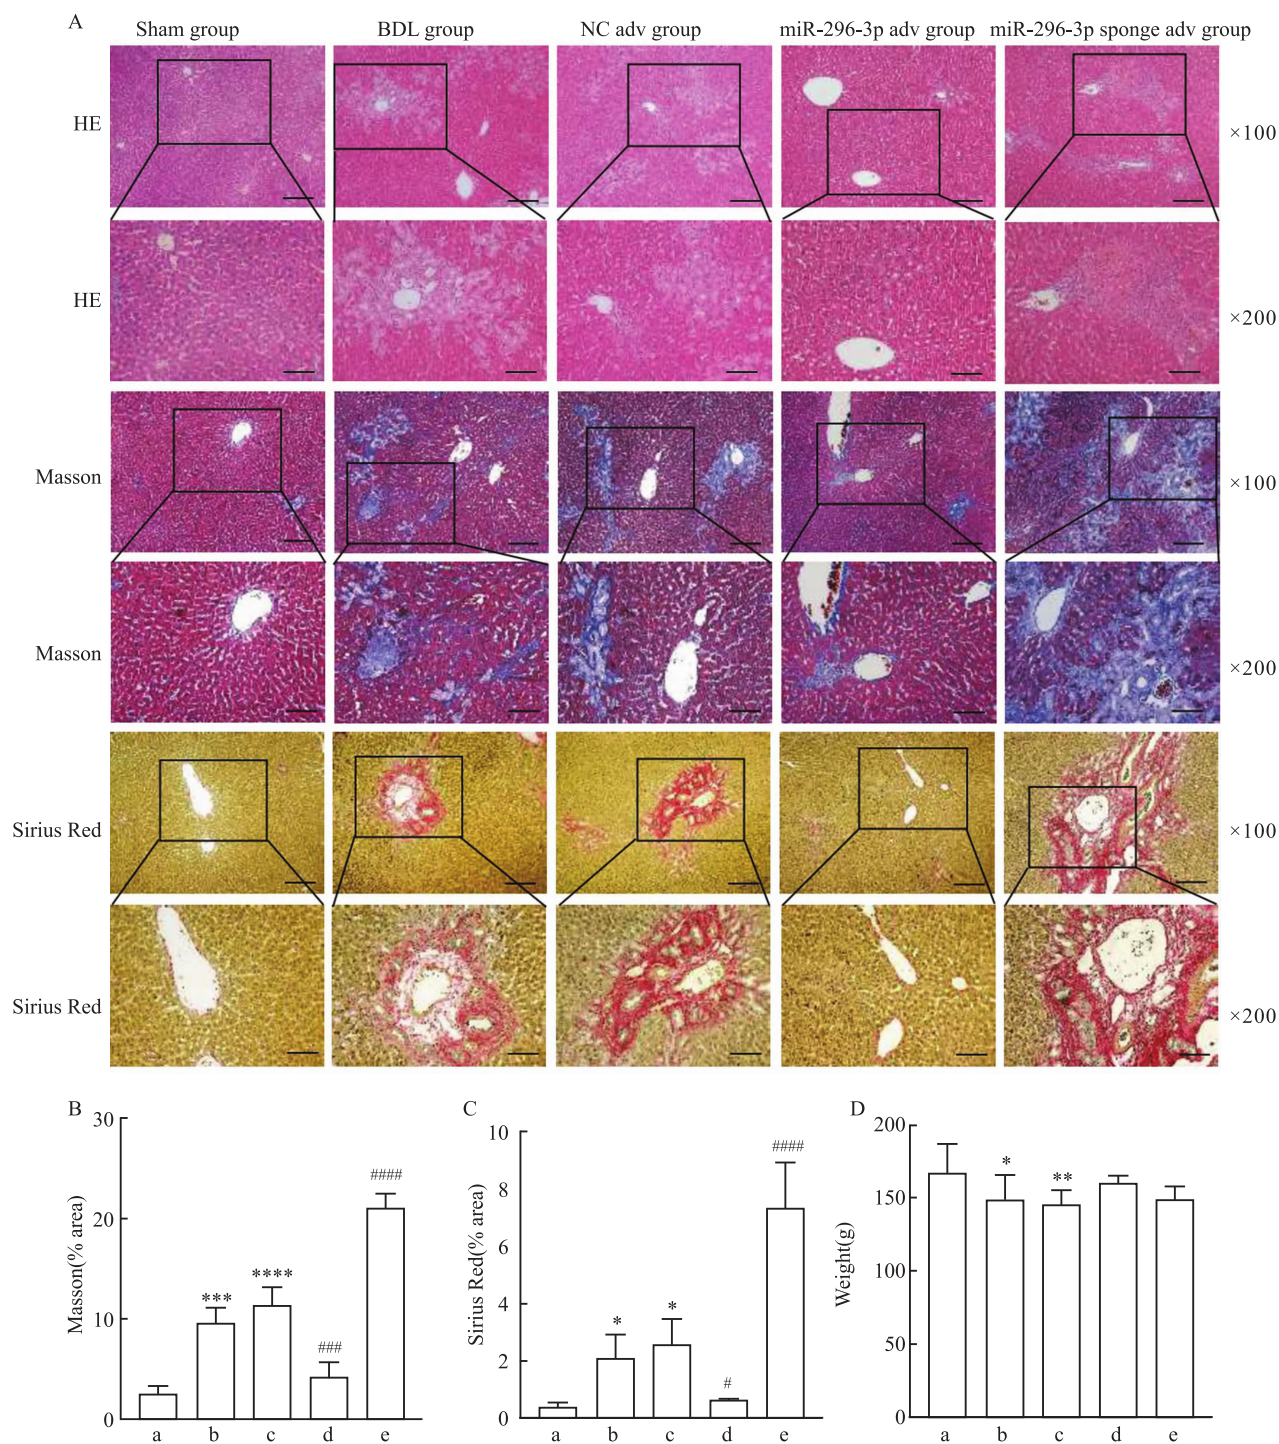 A
Sham group BDL group NC adv group miR-296-3p adv group miR-296-3p sponge adv group
HE ×100
HE ×200
Masson ×100
Masson ×200
Sirius Red ×100
Sirius Red ×200
B
Masson(% area)
30
20
10
0
*** **** ### ####
a b c d e
C
Sirius Red(% area)
10
8
6
4
2
0
* * # ####
a b c d e
D
Weight(g)
200
150
100
50
0
* **
a b c d e